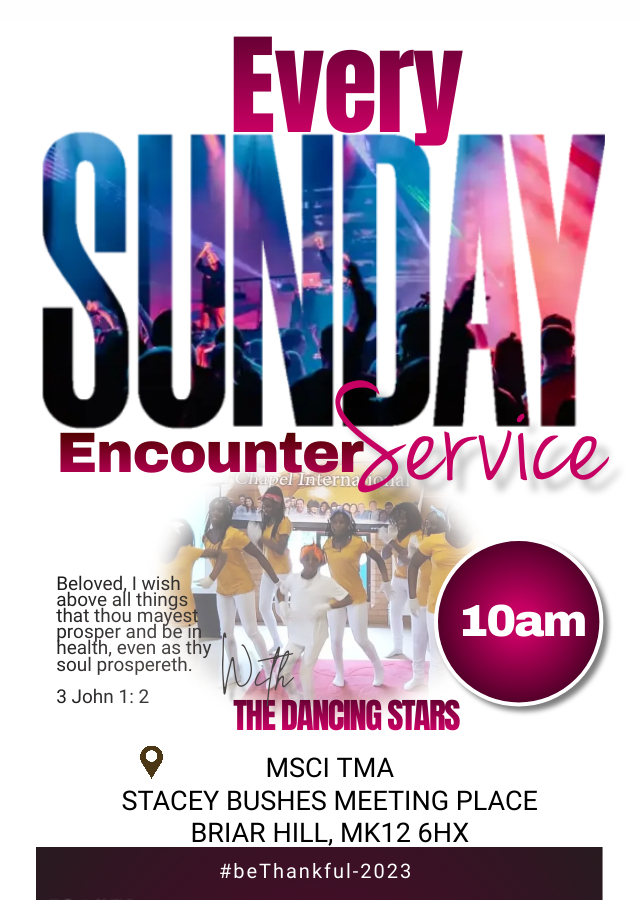 Every
SUNDAY
Encounter Service
Chapel International
Beloved, I wish
above all things
that thou mayest
prosper and be in
health, even as thy
soul prospereth.
3 John 1: 2
10am
With
THE DANCING STARS
MSCI TMA
STACEY BUSHES MEETING PLACE
BRIAR HILL, MK12 6HX
#beThankful-2023